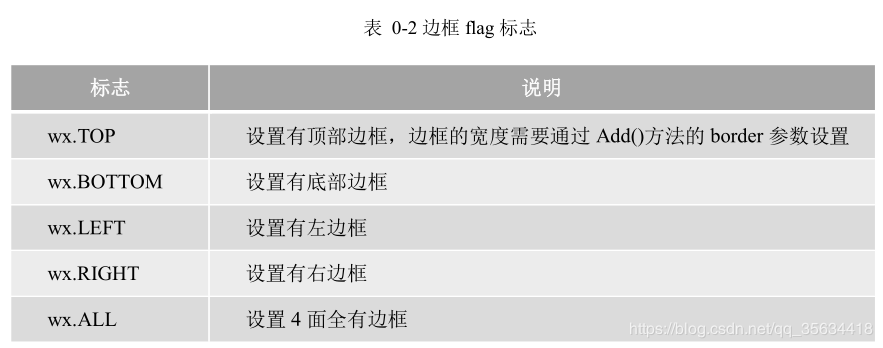 表 0-2 边框 flag 标志
标志 说明
wx.TOP 设置有顶部边框，边框的宽度需要通过 Add()方法的 border 参数设置
wx.BOTTOM 设置有底部边框
wx.LEFT 设置有左边框
wx.RIGHT 设置有右边框
wx.ALL 设置 4 面全有边框
https://blog.csdn.net/qq_35634418